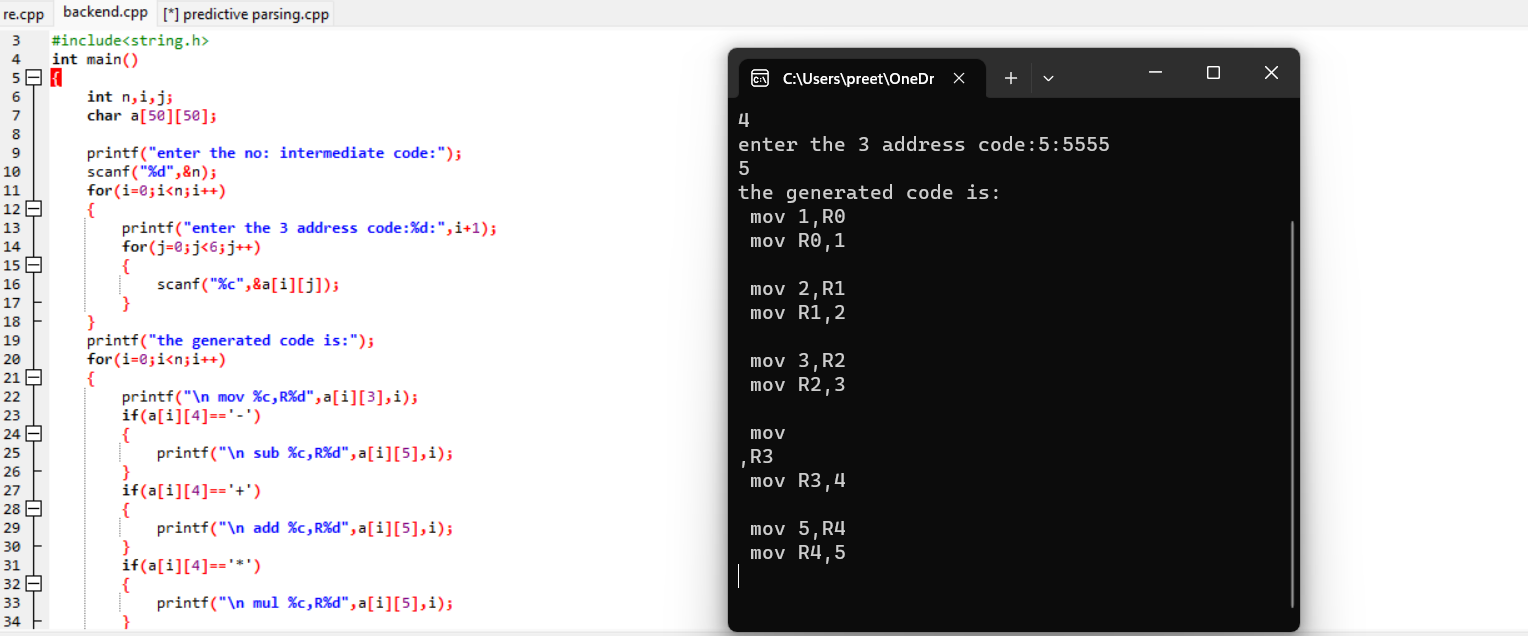 re.cpp backend.cpp [*] predictive parsing.cpp
3 #include<string.h>
4 int main()
5 {
6 int n,i,j;
7 char a[50][50];
8
9 printf("enter the no: intermediate code:");
10 scanf("%d",&n);
11 for(i=0;i<n;i++)
12 {
13 printf("enter the 3 address code:%d:",i+1);
14 for(j=0;j<6;j++)
15 {
16 scanf("%c",&a[i][j]);
17 }
18 }
19 printf("the generated code is:");
20 for(i=0;i<n;i++)
21 {
22 printf("\n mov %c,R%d",a[i][3],i);
23 if(a[i][4]=='-')
24 {
25 printf("\n sub %c,R%d",a[i][5],i);
26 }
27 if(a[i][4]=='+')
28 {
29 printf("\n add %c,R%d",a[i][5],i);
30 }
31 if(a[i][4]=='*')
32 {
33 printf("\n mul %c,R%d",a[i][5],i);
34 }
C:\Users\preet\OneDr
4
enter the 3 address code:5:5555
5
the generated code is:
mov 1,R0
mov R0,1
mov 2,R1
mov R1,2
mov 3,R2
mov R2,3
mov
,R3
mov R3,4
mov 5,R4
mov R4,5